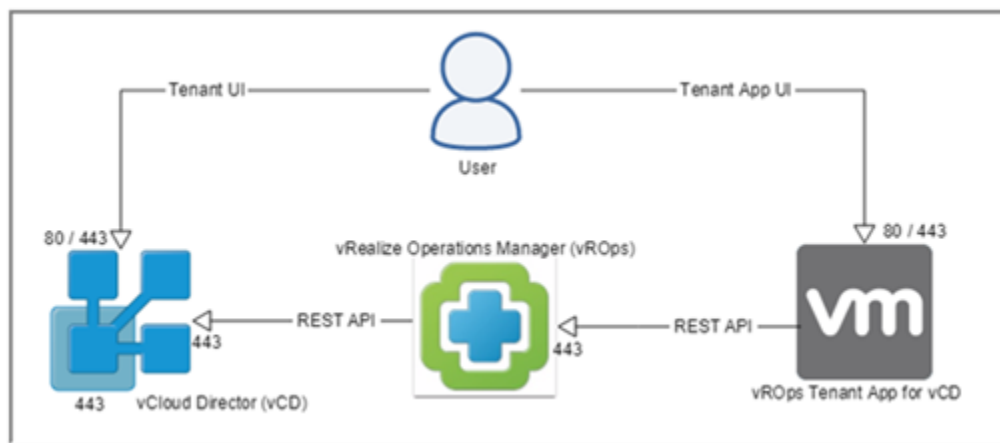 Tenant UI
Tenant App UI
User
80 / 443
80 / 443
vRealize Operations Manager (vROps)
vm
REST API
REST API
443
443
443
vCloud Director (vCD)
vROps Tenant App for vCD